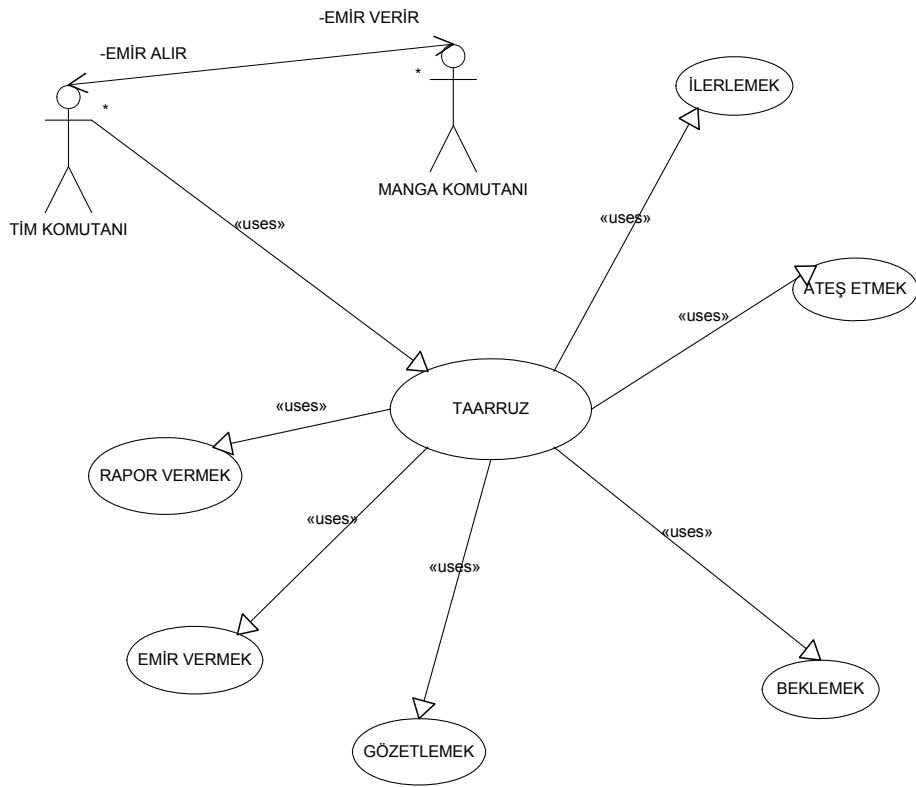 -EMİR VERİR
-EMİR ALIR
*
*
İLERLEMEK
MANGA KOMUTANI
TİM KOMUTANI
«uses»
«uses»
ATEŞ ETMEK
«uses»
TAARRUZ
«uses»
RAPOR VERMEK
«uses»
«uses»
«uses»
EMİR VERMEK
BEKLEMEK
GÖZETLEMEK